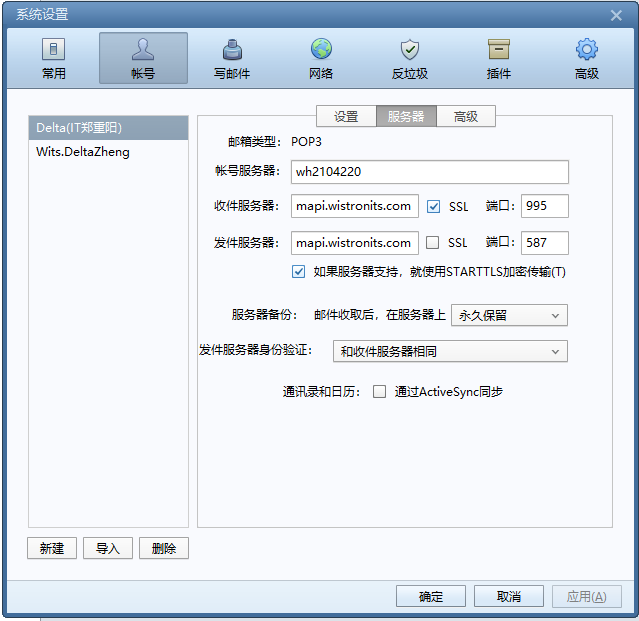 系统设置
常用 帐号 写邮件 网络 反垃圾 插件 高级
Delta(IT郑重阳)
Wits.DeltaZheng
设置 服务器 高级
邮箱类型: POP3
帐号服务器: wh2104220
收件服务器: mapi.wistronits.com SSL 端口: 995
发件服务器: mapi.wistronits.com SSL 端口: 587
如果服务器支持，就使用STARTTLS加密传输(T)
服务器备份: 邮件收取后，在服务器上 永久保留
发件服务器身份验证: 和收件服务器相同
通讯录和日历: 通过ActiveSync同步
新建 导入 删除
确定 取消 应用(A)